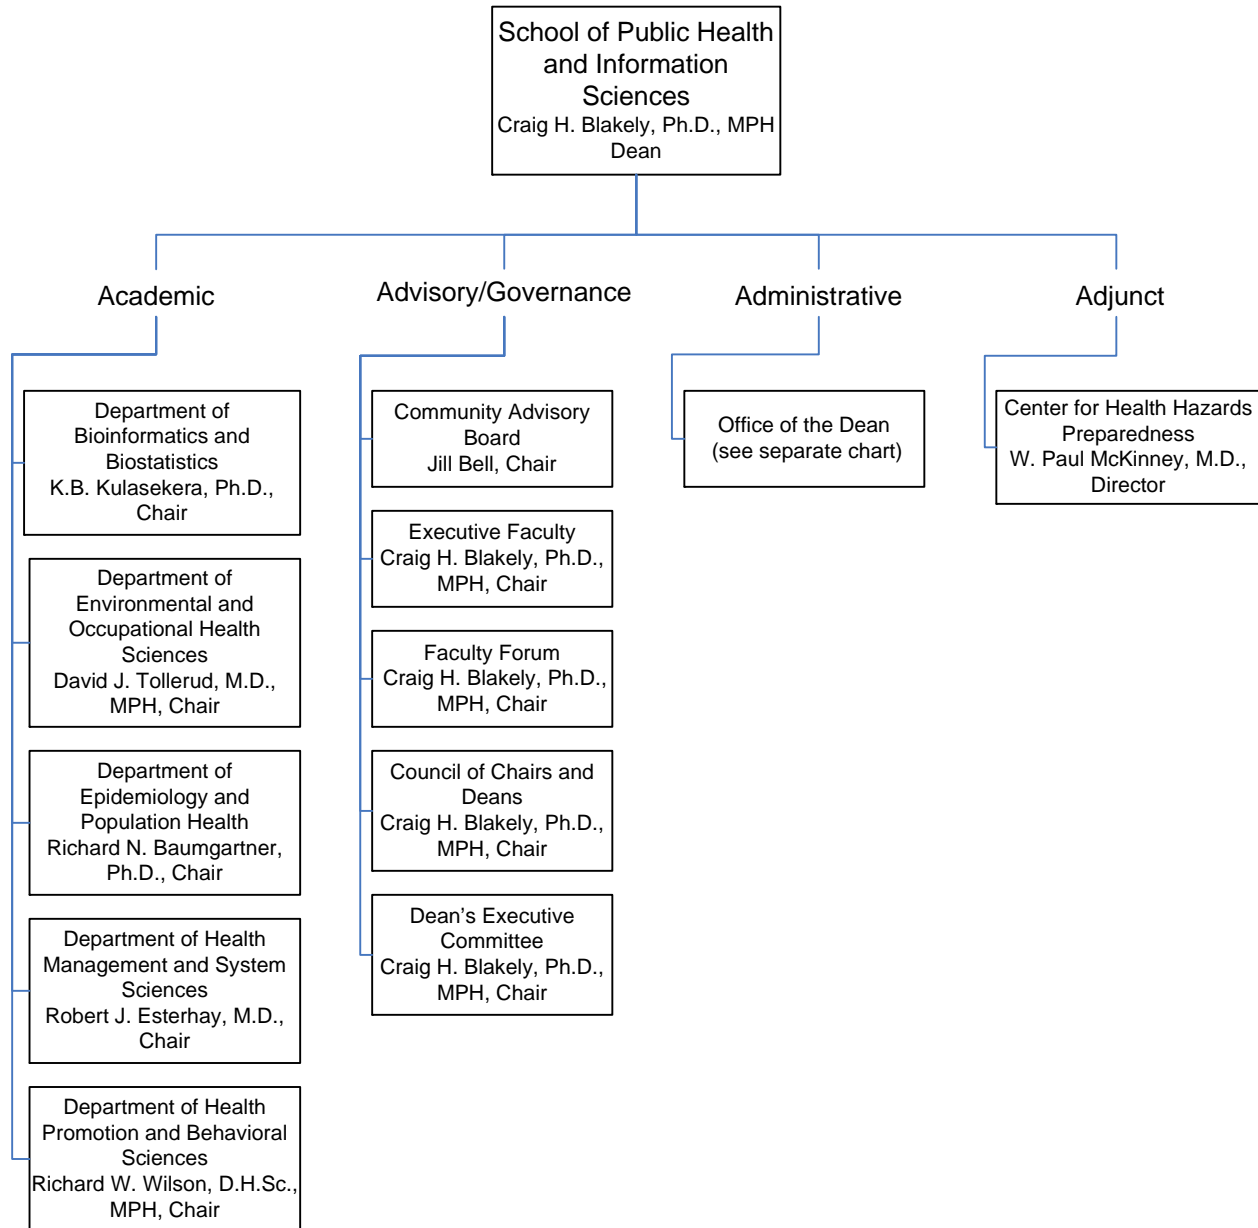 School of Public Health
and Information
Sciences
Craig H. Blakely, Ph.D., MPH
Dean
Academic
Advisory/Governance
Administrative
Adjunct
Department of
Bioinformatics and
Biostatistics
K.B. Kulasekera, Ph.D.,
Chair
Department of
Environmental and
Occupational Health
Sciences
David J. Tollerud, M.D.,
MPH, Chair
Department of
Epidemiology and
Population Health
Richard N. Baumgartner,
Ph.D., Chair
Department of Health
Management and System
Sciences
Robert J. Esterhay, M.D.,
Chair
Department of Health
Promotion and Behavioral
Sciences
Richard W. Wilson, D.H.Sc.,
MPH, Chair
Community Advisory
Board
Jill Bell, Chair
Executive Faculty
Craig H. Blakely, Ph.D.,
MPH, Chair
Faculty Forum
Craig H. Blakely, Ph.D.,
MPH, Chair
Council of Chairs and
Deans
Craig H. Blakely, Ph.D.,
MPH, Chair
Dean’s Executive
Committee
Craig H. Blakely, Ph.D.,
MPH, Chair
Office of the Dean
(see separate chart)
Center for Health Hazards
Preparedness
W. Paul McKinney, M.D.,
Director